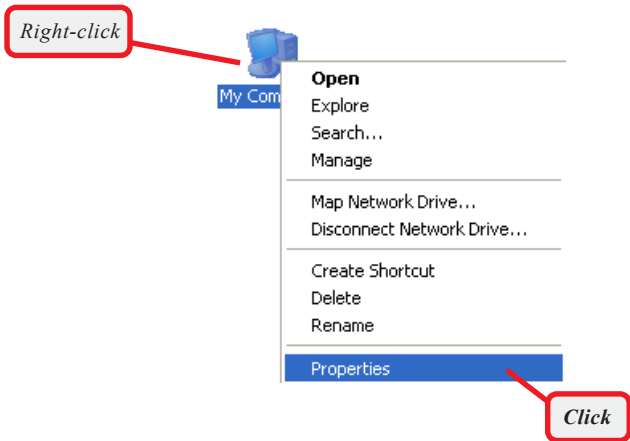 Right-click
My Com
Open
Explore
Search...
Manage
Map Network Drive...
Disconnect Network Drive...
Create Shortcut
Delete
Rename
Properties
Click